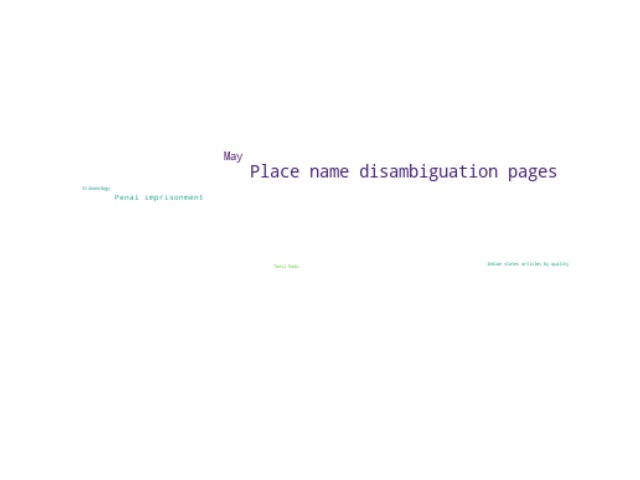 May
Place name disambiguation pages
Criminology
Penal imprisonment
Tamil Nadu
Indian states articles by quality